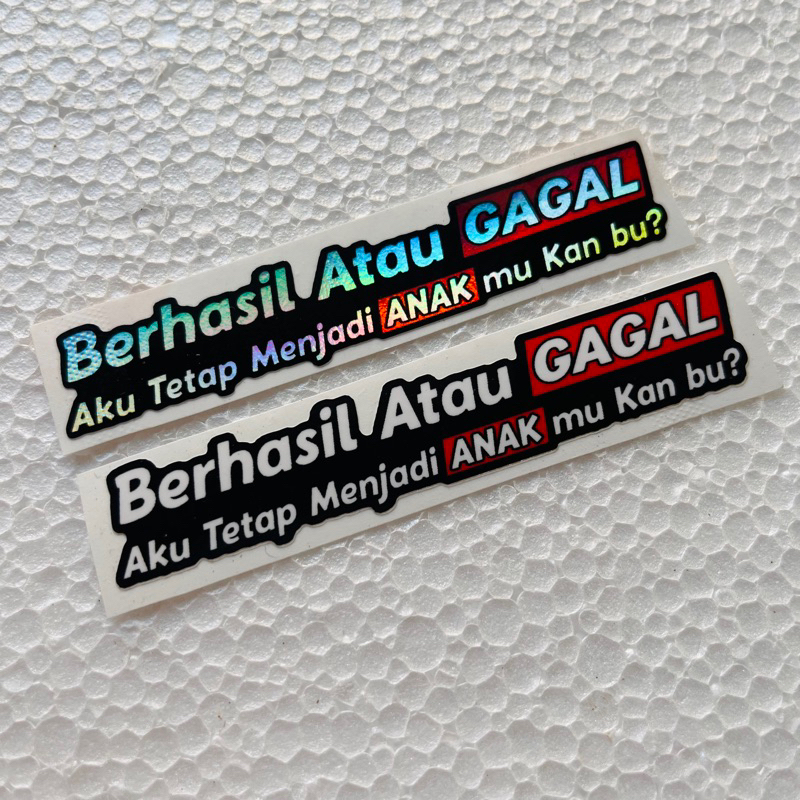 Berhasil Atau GAGAL
Aku Tetap Menjadi ANAK mu Kan bu?
Berhasil Atau GAGAL
Aku Tetap Menjadi ANAK mu Kan bu?